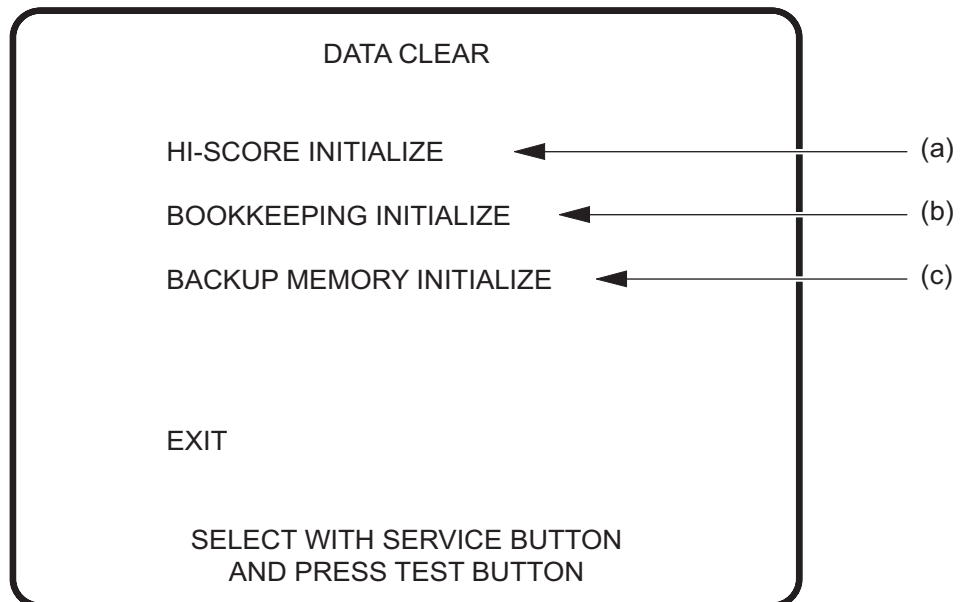 DATA CLEAR
HI-SCORE INITIALIZE (a)
BOOKKEEPING INITIALIZE (b)
BACKUP MEMORY INITIALIZE (c)
EXIT
SELECT WITH SERVICE BUTTON
AND PRESS TEST BUTTON